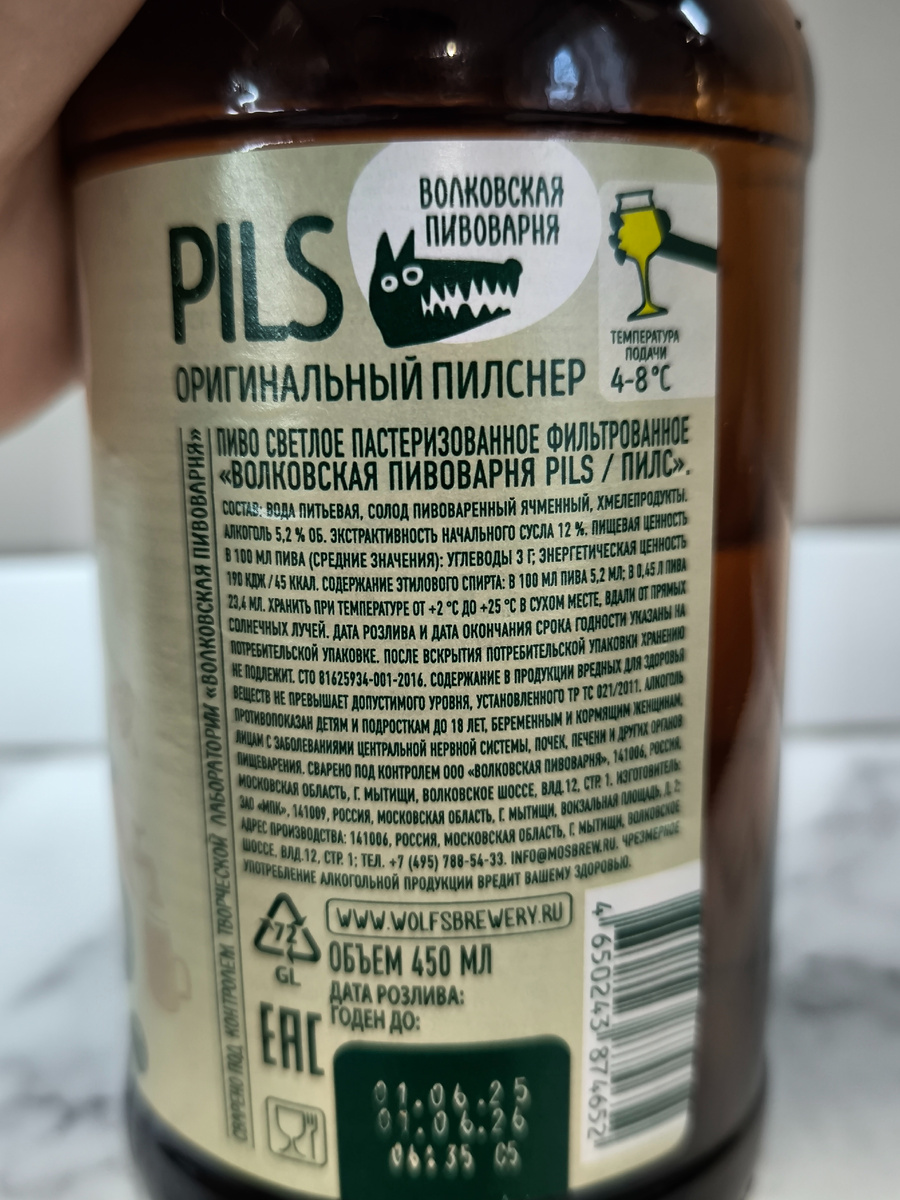 ВОЛКОВСКАЯ
ПИВОВАРНЯ
PILS
ОРИГИНАЛЬНЫЙ ПИЛСНЕР
ТЕМПЕРАТУРА
ПОДАЧИ
4-8°C
ПИВО СВЕТЛОЕ ПАСТЕРИЗОВАННОЕ ФИЛЬТРОВАННОЕ
«ВОЛКОВСКАЯ ПИВОВАРНЯ PILS / ПИЛС».
СОСТАВ: ВОДА ПИТЬЕВАЯ, СОЛОД ПИВОВАРЕННЫЙ ЯЧМЕННЫЙ, ХМЕЛЕПРОДУКТЫ.
АЛКОГОЛЬ 5,2 % ОБ. ЭКСТРАКТИВНОСТЬ НАЧАЛЬНОГО СУСЛА 12 %. ПИЩЕВАЯ ЦЕННОСТЬ
В 100 МЛ ПИВА (СРЕДНИЕ ЗНАЧЕНИЯ): УГЛЕВОДЫ 3 Г; ЭНЕРГЕТИЧЕСКАЯ ЦЕННОСТЬ
190 КДЖ / 45 ККАЛ. СОДЕРЖАНИЕ ЭТИЛОВОГО СПИРТА: В 100 МЛ ПИВА 5,2 МЛ; В 0,45 Л ПИВА
23,4 МЛ. ХРАНИТЬ ПРИ ТЕМПЕРАТУРЕ ОТ +2 °C ДО +25 °C В СУХОМ МЕСТЕ, ВДАЛИ ОТ ПРЯМЫХ
СОЛНЕЧНЫХ ЛУЧЕЙ. ДАТА РОЗЛИВА И ДАТА ОКОНЧАНИЯ СРОКА ГОДНОСТИ УКАЗАНЫ НА
ПОТРЕБИТЕЛЬСКОЙ УПАКОВКЕ. ПОСЛЕ ВСКРЫТИЯ ПОТРЕБИТЕЛЬСКОЙ УПАКОВКИ ХРАНЕНИЮ
НЕ ПОДЛЕЖИТ. СТО 81625934-001-2016. СОДЕРЖАНИЕ В ПРОДУКЦИИ ВРЕДНЫХ ДЛЯ ЗДОРОВЬЯ
ВЕЩЕСТВ НЕ ПРЕВЫШАЕТ ДОПУСТИМОГО УРОВНЯ, УСТАНОВЛЕННОГО ТР ТС 021/2011. АЛКОГОЛЬ
ПРОТИВОПОКАЗАН ДЕТЯМ И ПОДРОСТКАМ ДО 18 ЛЕТ, БЕРЕМЕННЫМ И КОРМЯЩИМ ЖЕНЩИНАМ,
ЛИЦАМ С ЗАБОЛЕВАНИЯМИ ЦЕНТРАЛЬНОЙ НЕРВНОЙ СИСТЕМЫ, ПОЧЕК, ПЕЧЕНИ И ДРУГИХ ОРГАНОВ
ПИЩЕВАРЕНИЯ. СВАРЕНО ПОД КОНТРОЛЕМ ООО «ВОЛКОВСКАЯ ПИВОВАРНЯ», 141006, РОССИЯ,
МОСКОВСКАЯ ОБЛАСТЬ, Г. МЫТИЩИ, ВОЛКОВСКОЕ ШОССЕ, ВЛД.12, СТР. 1. ИЗГОТОВИТЕЛЬ:
ЗАО «МПК», 141009, РОССИЯ, МОСКОВСКАЯ ОБЛАСТЬ, Г. МЫТИЩИ, ВОКЗАЛЬНАЯ ПЛОЩАДЬ, Д. 2;
АДРЕС ПРОИЗВОДСТВА: 141006, РОССИЯ, МОСКОВСКАЯ ОБЛАСТЬ, Г. МЫТИЩИ, ВОЛКОВСКОЕ
ШОССЕ, ВЛД.12, СТР. 1; ТЕЛ. +7 (495) 788-54-33. INFO@MOSBREW.RU. ЧРЕЗМЕРНОЕ
УПОТРЕБЛЕНИЕ АЛКОГОЛЬНОЙ ПРОДУКЦИИ ВРЕДИТ ВАШЕМУ ЗДОРОВЬЮ.
СВАРЕНО ПОД КОНТРОЛЕМ ТВОРЧЕСКОЙ ЛАБОРАТОРИИ «ВОЛКОВСКАЯ ПИВОВАРНЯ»
72
GL
WWW.WOLFSBREWERY.RU
ОБЪЕМ 450 МЛ
ДАТА РОЗЛИВА:
ГОДЕН ДО:
EAC
01.06.25
01.06.26
06:35 05
4 650243 874652